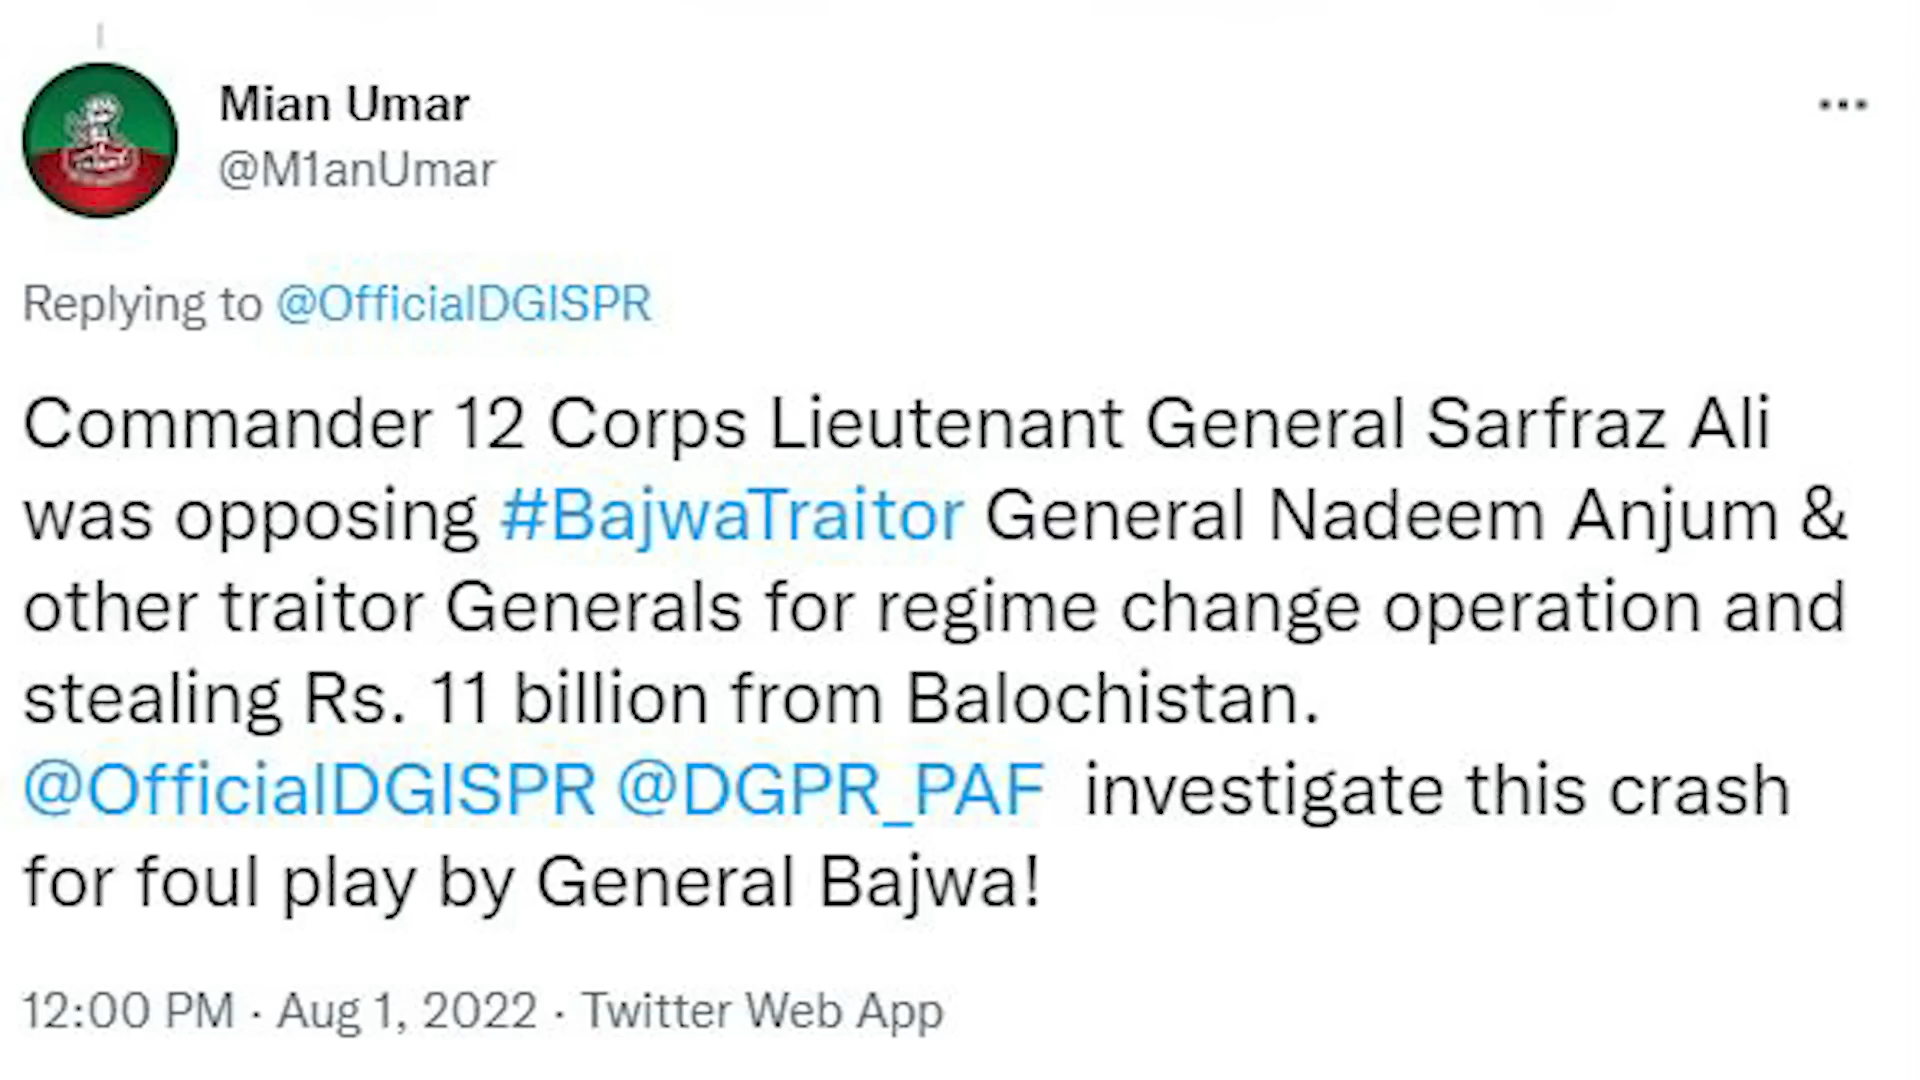 Mian Umar
@M1anUmar
Replying to @OfficialDGISPR
Commander 12 Corps Lieutenant General Sarfraz Ali
was opposing #BajwaTraitor General Nadeem Anjum &
other traitor Generals for regime change operation and
stealing Rs. 11 billion from Balochistan.
@OfficialDGISPR @DGPR_PAF investigate this crash
for foul play by General Bajwa!
12:00 PM · Aug 1, 2022 · Twitter Web App